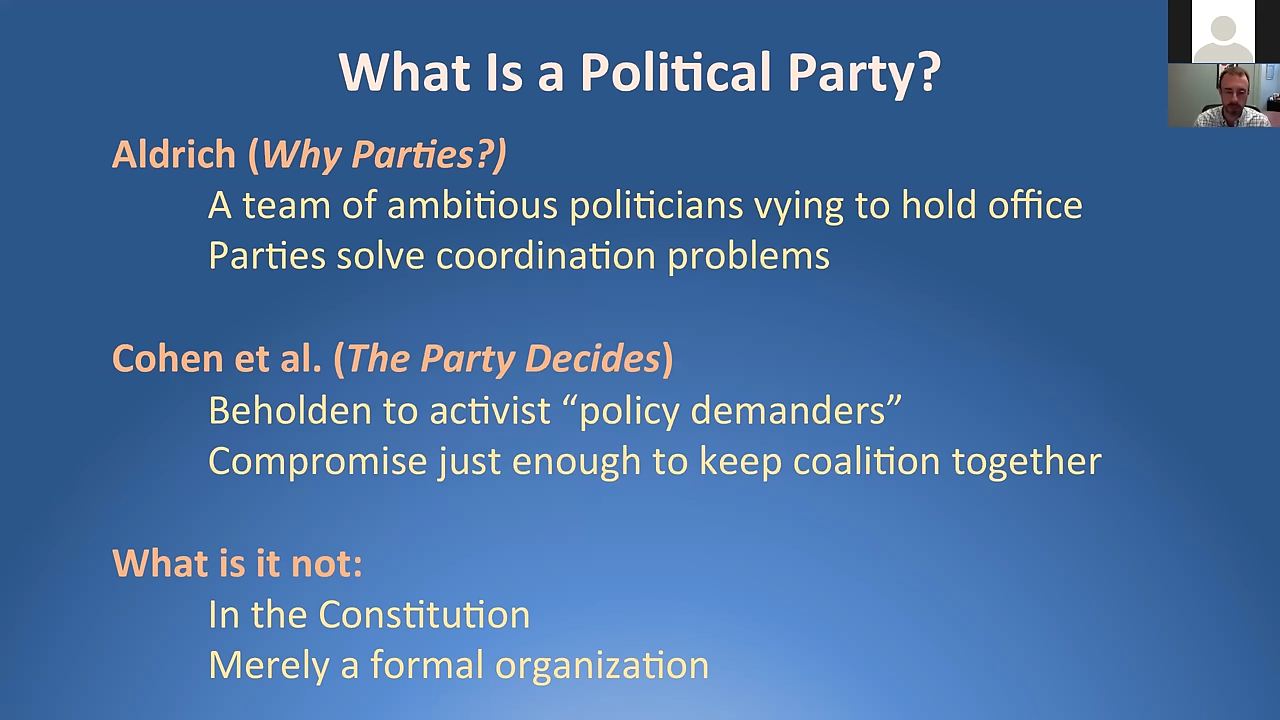 What Is a Political Party?
Aldrich (Why Parties?)
A team of ambitious politicians vying to hold office
Parties solve coordination problems
Cohen et al. (The Party Decides)
Beholden to activist “policy demanders”
Compromise just enough to keep coalition together
What is it not:
In the Constitution
Merely a formal organization